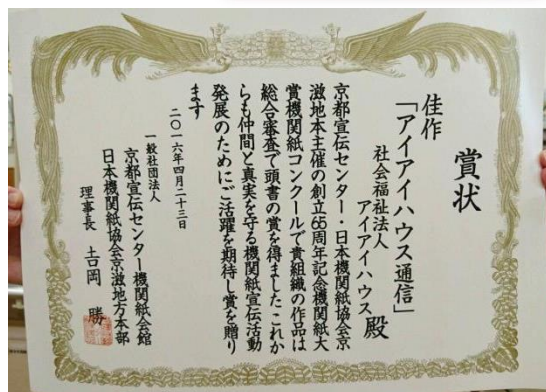 賞状
佳作
「アイアイハウス通信」
社会福祉法人
アイアイハウス殿
京都宣伝センター・日本機関紙協会京
滋地本主催の創立65周年記念機関紙大
賞機関紙コンクールで貴組織の作品は
総合審査で頭書の賞を得ましたこれか
らも仲間と真実を守る機関紙宣伝活動
発展のためにご活躍を期待し賞を贈り
ます
二〇一六年四月二十三日
一般社団法人
京都宣伝センター機関紙会館
日本機関紙協会京滋地方本部
理事長 吉岡 勝